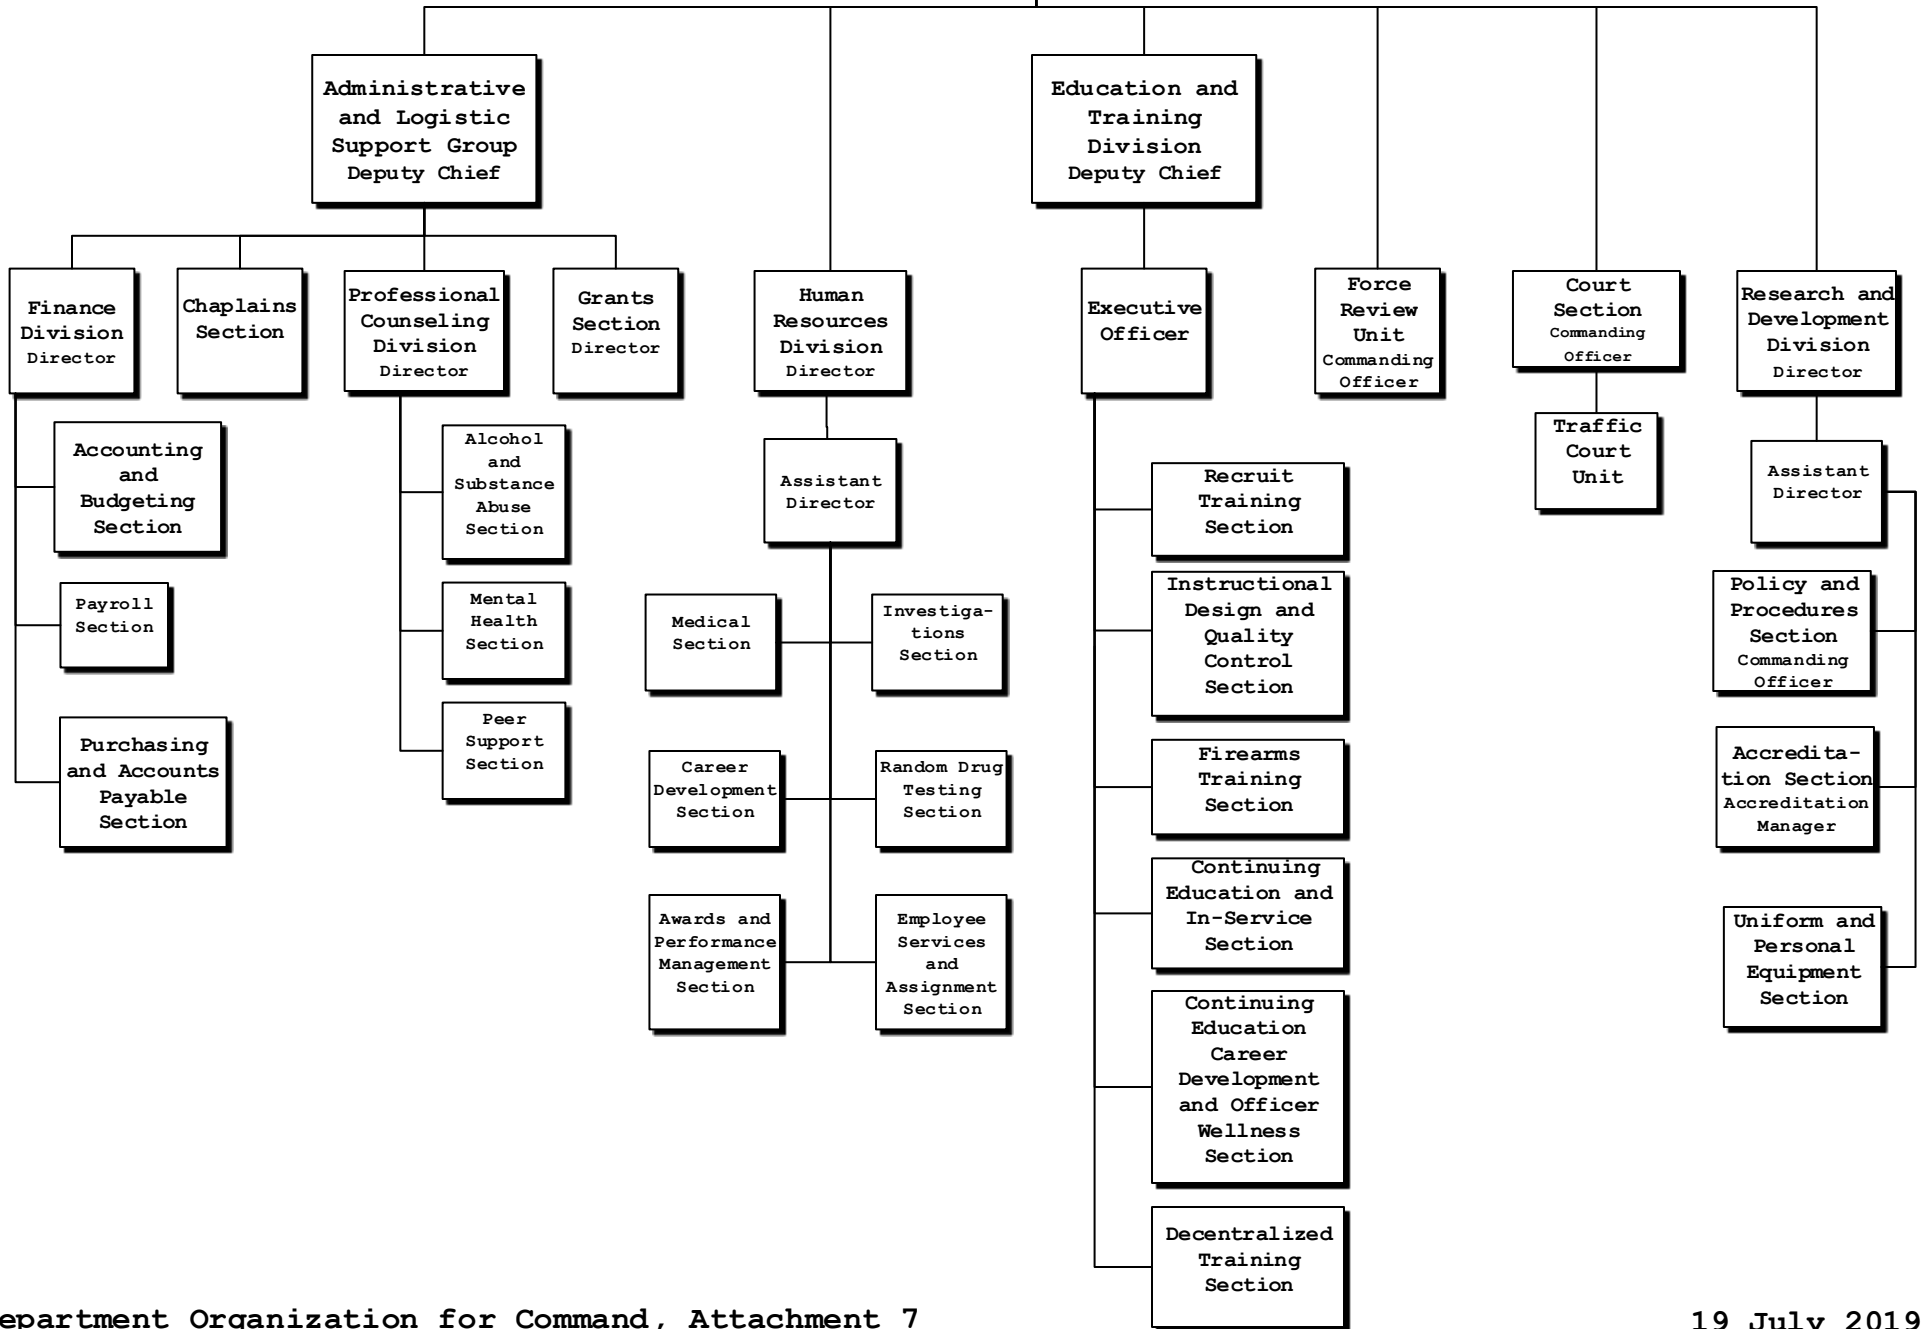 Administrative
and Logistic
Support Group
Deputy Chief
Education and
Training
Division
Deputy Chief
Finance
Division
Director
Chaplains
Section
Professional
Counseling
Division
Director
Grants
Section
Director
Human
Resources
Division
Director
Executive
Officer
Force
Review
Unit
Commanding
Officer
Court
Section
Commanding
Officer
Research and
Development
Division
Director
Accounting
and
Budgeting
Section
Payroll
Section
Purchasing
and Accounts
Payable
Section
Alcohol
and
Substance
Abuse
Section
Mental
Health
Section
Peer
Support
Section
Assistant
Director
Medical
Section
Investiga-
tions
Section
Career
Development
Section
Random Drug
Testing
Section
Awards and
Performance
Management
Section
Employee
Services
and
Assignment
Section
Recruit
Training
Section
Instructional
Design and
Quality
Control
Section
Firearms
Training
Section
Continuing
Education and
In-Service
Section
Continuing
Education
Career
Development
and Officer
Wellness
Section
Decentralized
Training
Section
Traffic
Court
Unit
Assistant
Director
Policy and
Procedures
Section
Commanding
Officer
Accredita-
tion Section
Accreditation
Manager
Uniform and
Personal
Equipment
Section
epartment Organization for Command, Attachment 7
19 July 2019